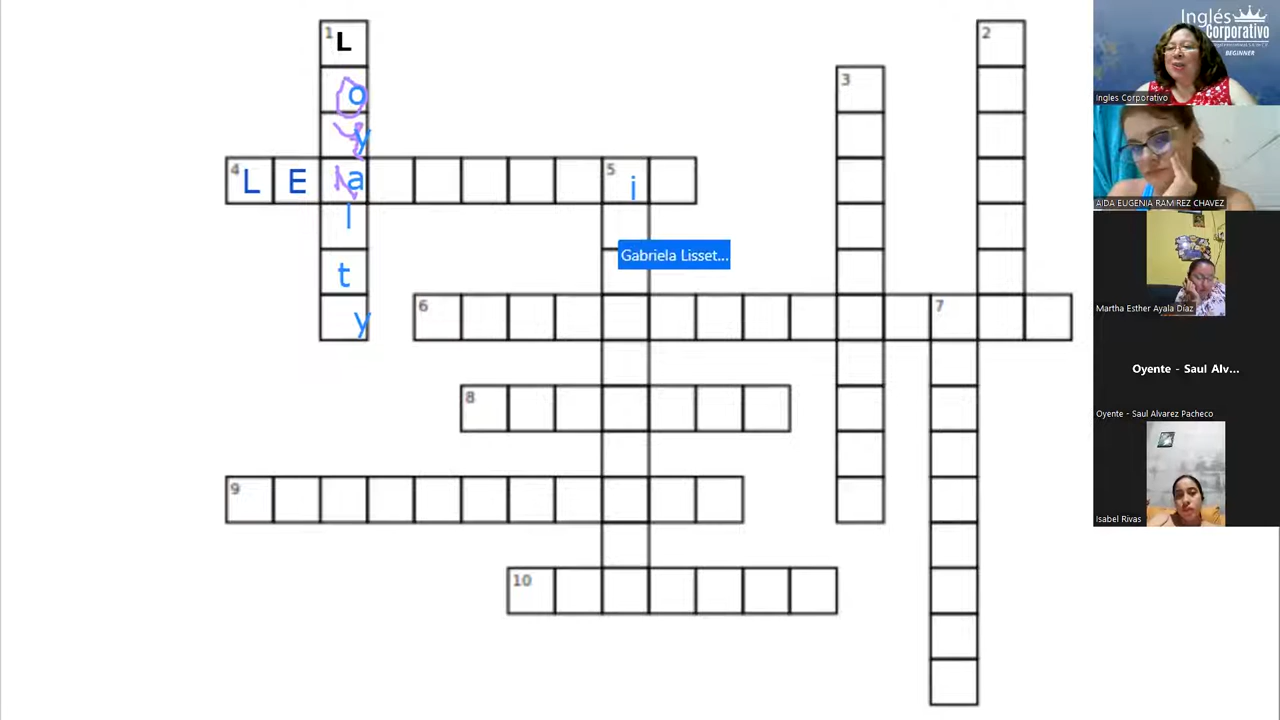 1 L
2
3
o
y
4 L E a 5 i
l
Gabriela Lisset...
t
6 7
y
8
9
10
Inglés
Corporativo
BEGINNER
Ingles Corporativo
AIDA EUGENIA RAMIREZ CHAVEZ
Martha Esther Ayala Díaz
Oyente - Saul Alv...
Oyente - Saul Alvarez Pacheco
Isabel Rivas